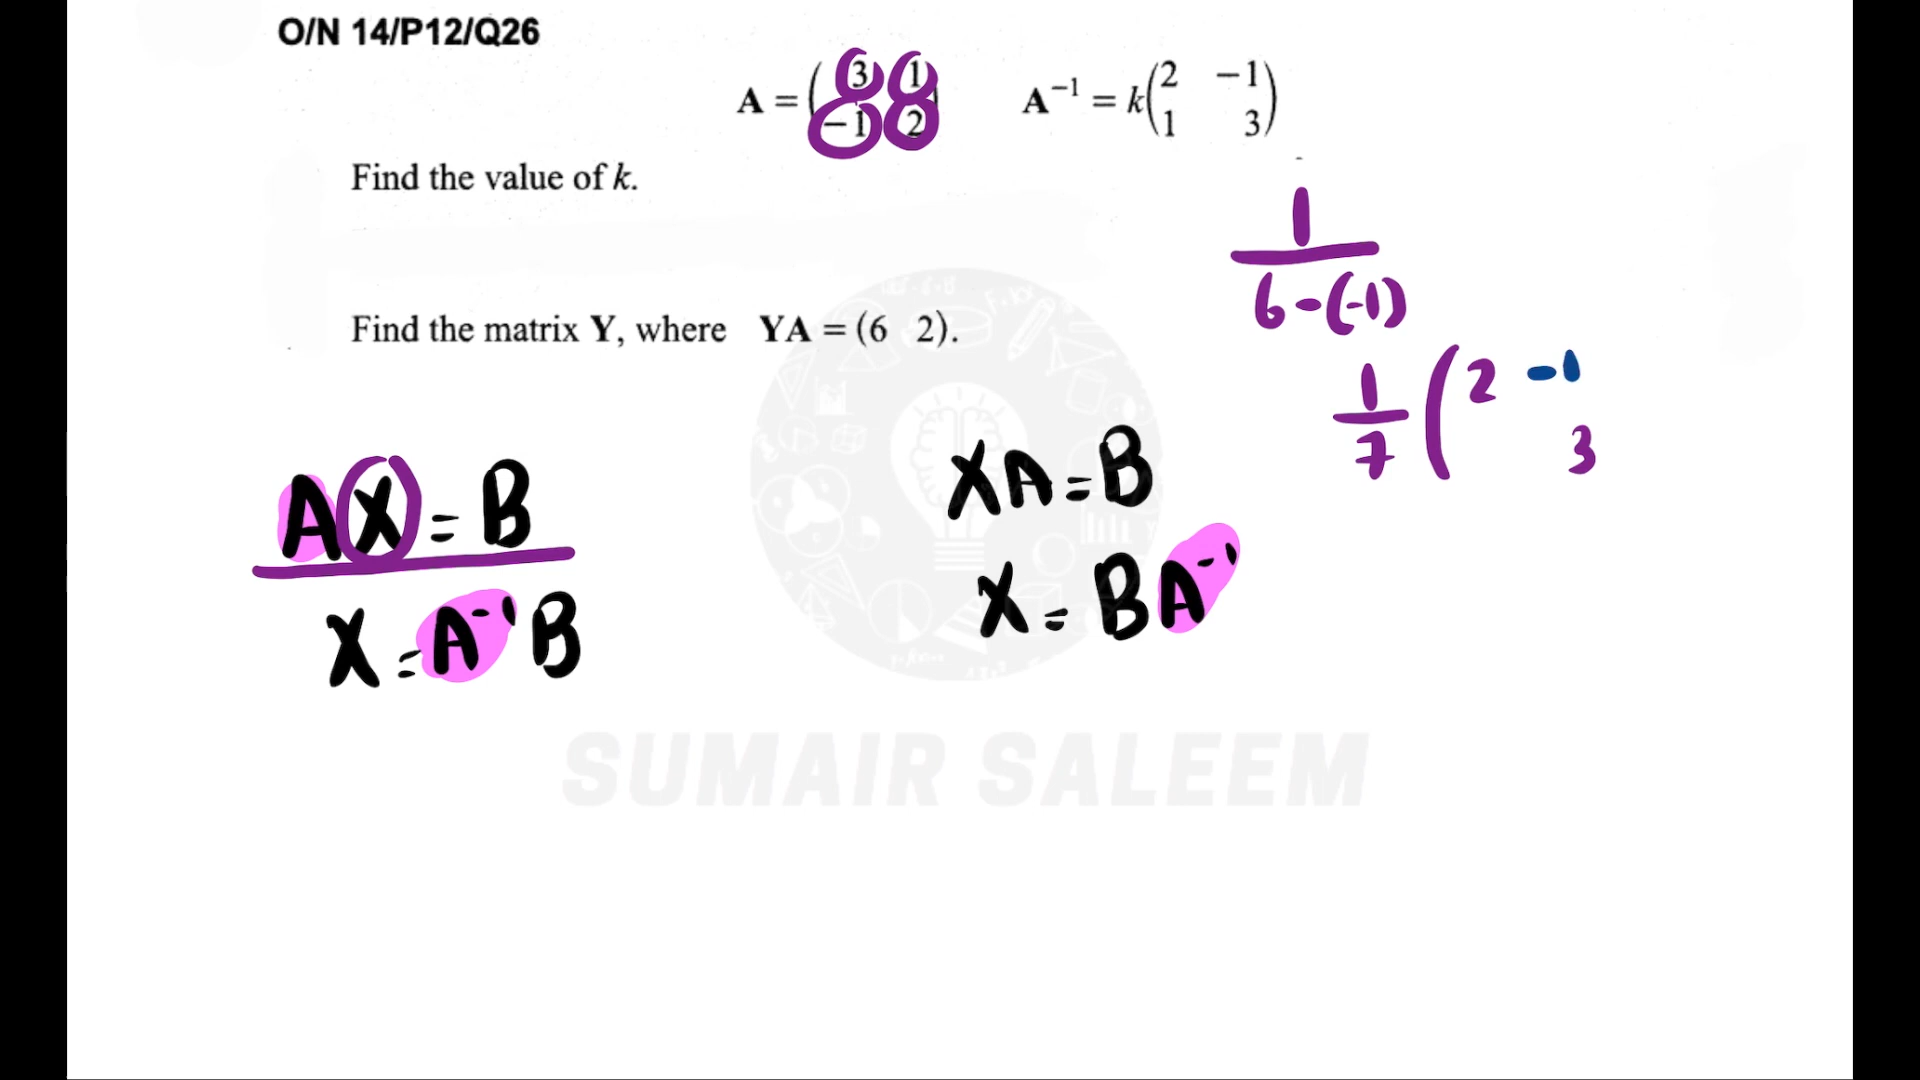 O/N 14/P12/Q26
A = (3 1
−1 2) A⁻¹ = k(2 −1
1 3)
Find the value of k.
1
6-(-1)
Find the matrix Y, where YA = (6 2).
1/7 (2 -1
3
AX = B
X = A⁻¹B
XA = B
X = BA⁻¹
SUMAIR SALEEM